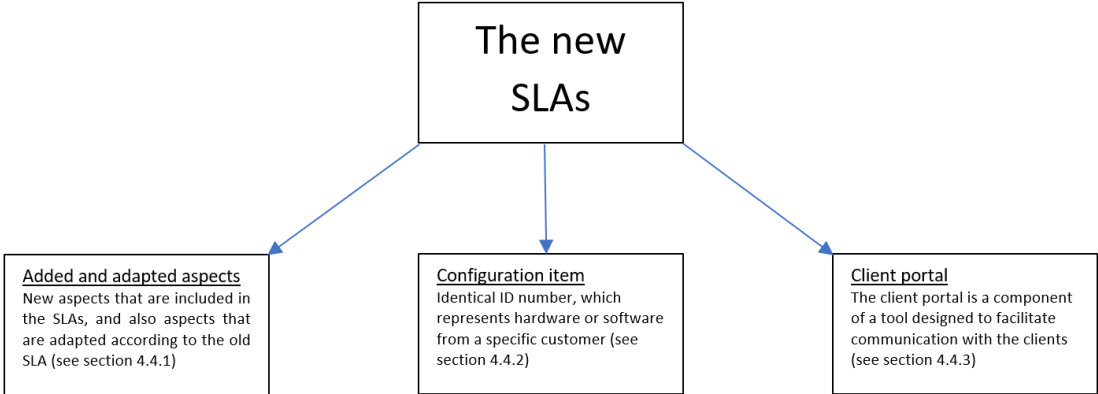 The new
SLAs
Added and adapted aspects
New aspects that are included in
the SLAs, and also aspects that
are adapted according to the old
SLA (see section 4.4.1)
Configuration item
Identical ID number, which
represents hardware or software
from a specific customer (see
section 4.4.2)
Client portal
The client portal is a component
of a tool designed to facilitate
communication with the clients
(see section 4.4.3)